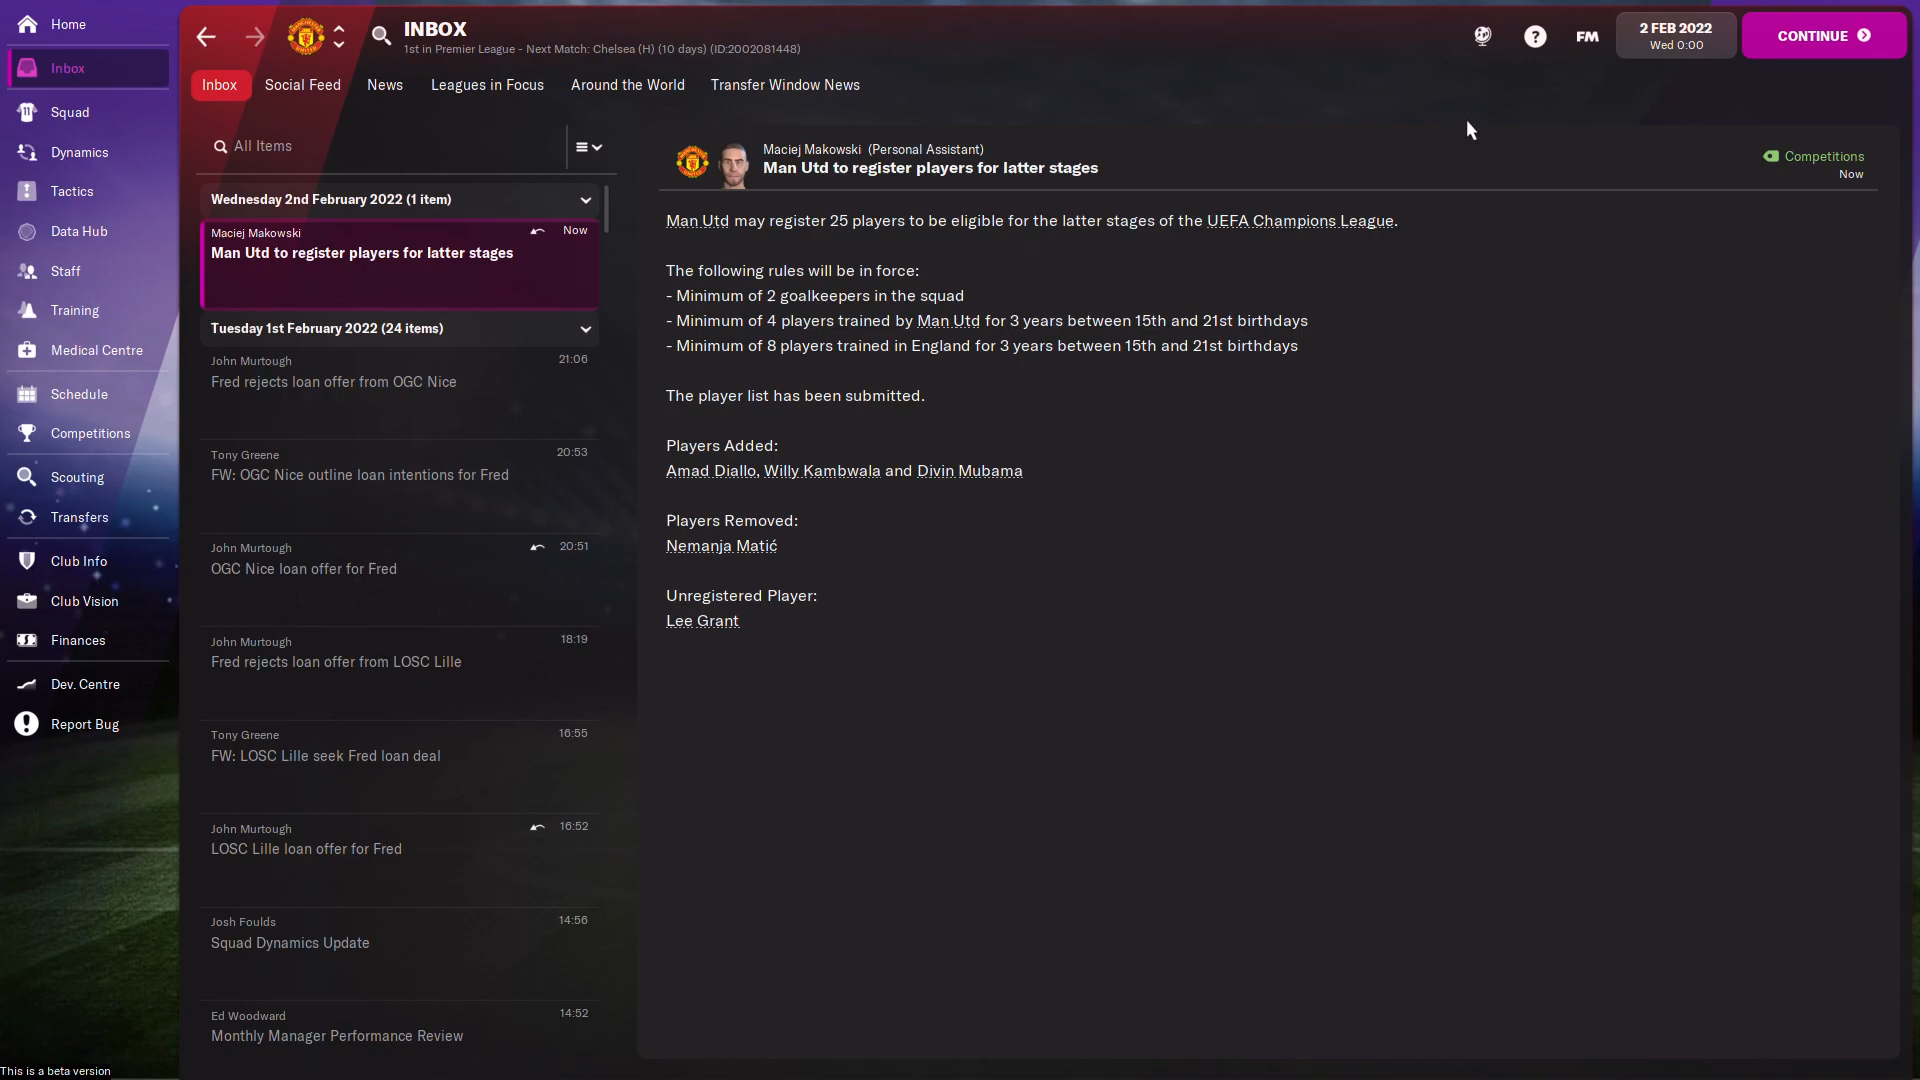 Home
Inbox
Squad
Dynamics
Tactics
Data Hub
Staff
Training
Medical Centre
Schedule
Competitions
Scouting
Transfers
Club Info
Club Vision
Finances
Dev. Centre
Report Bug
This is a beta version
INBOX
1st in Premier League - Next Match: Chelsea (H) (10 days) (ID:2002081448)
FM
2 FEB 2022
Wed 0:00
CONTINUE
Inbox Social Feed News Leagues in Focus Around the World Transfer Window News
All Items
Wednesday 2nd February 2022 (1 item)
Maciej Makowski Now
Man Utd to register players for latter stages
Tuesday 1st February 2022 (24 items)
John Murtough 21:06
Fred rejects loan offer from OGC Nice
Tony Greene 20:53
FW: OGC Nice outline loan intentions for Fred
John Murtough 20:51
OGC Nice loan offer for Fred
John Murtough 18:19
Fred rejects loan offer from LOSC Lille
Tony Greene 16:55
FW: LOSC Lille seek Fred loan deal
John Murtough 16:52
LOSC Lille loan offer for Fred
Josh Foulds 14:56
Squad Dynamics Update
Ed Woodward 14:52
Monthly Manager Performance Review
Maciej Makowski (Personal Assistant)
Man Utd to register players for latter stages
Competitions
Now
Man Utd may register 25 players to be eligible for the latter stages of the UEFA Champions League.
The following rules will be in force:
- Minimum of 2 goalkeepers in the squad
- Minimum of 4 players trained by Man Utd for 3 years between 15th and 21st birthdays
- Minimum of 8 players trained in England for 3 years between 15th and 21st birthdays
The player list has been submitted.
Players Added:
Amad Diallo, Willy Kambwala and Divin Mubama
Players Removed:
Nemanja Matić
Unregistered Player:
Lee Grant